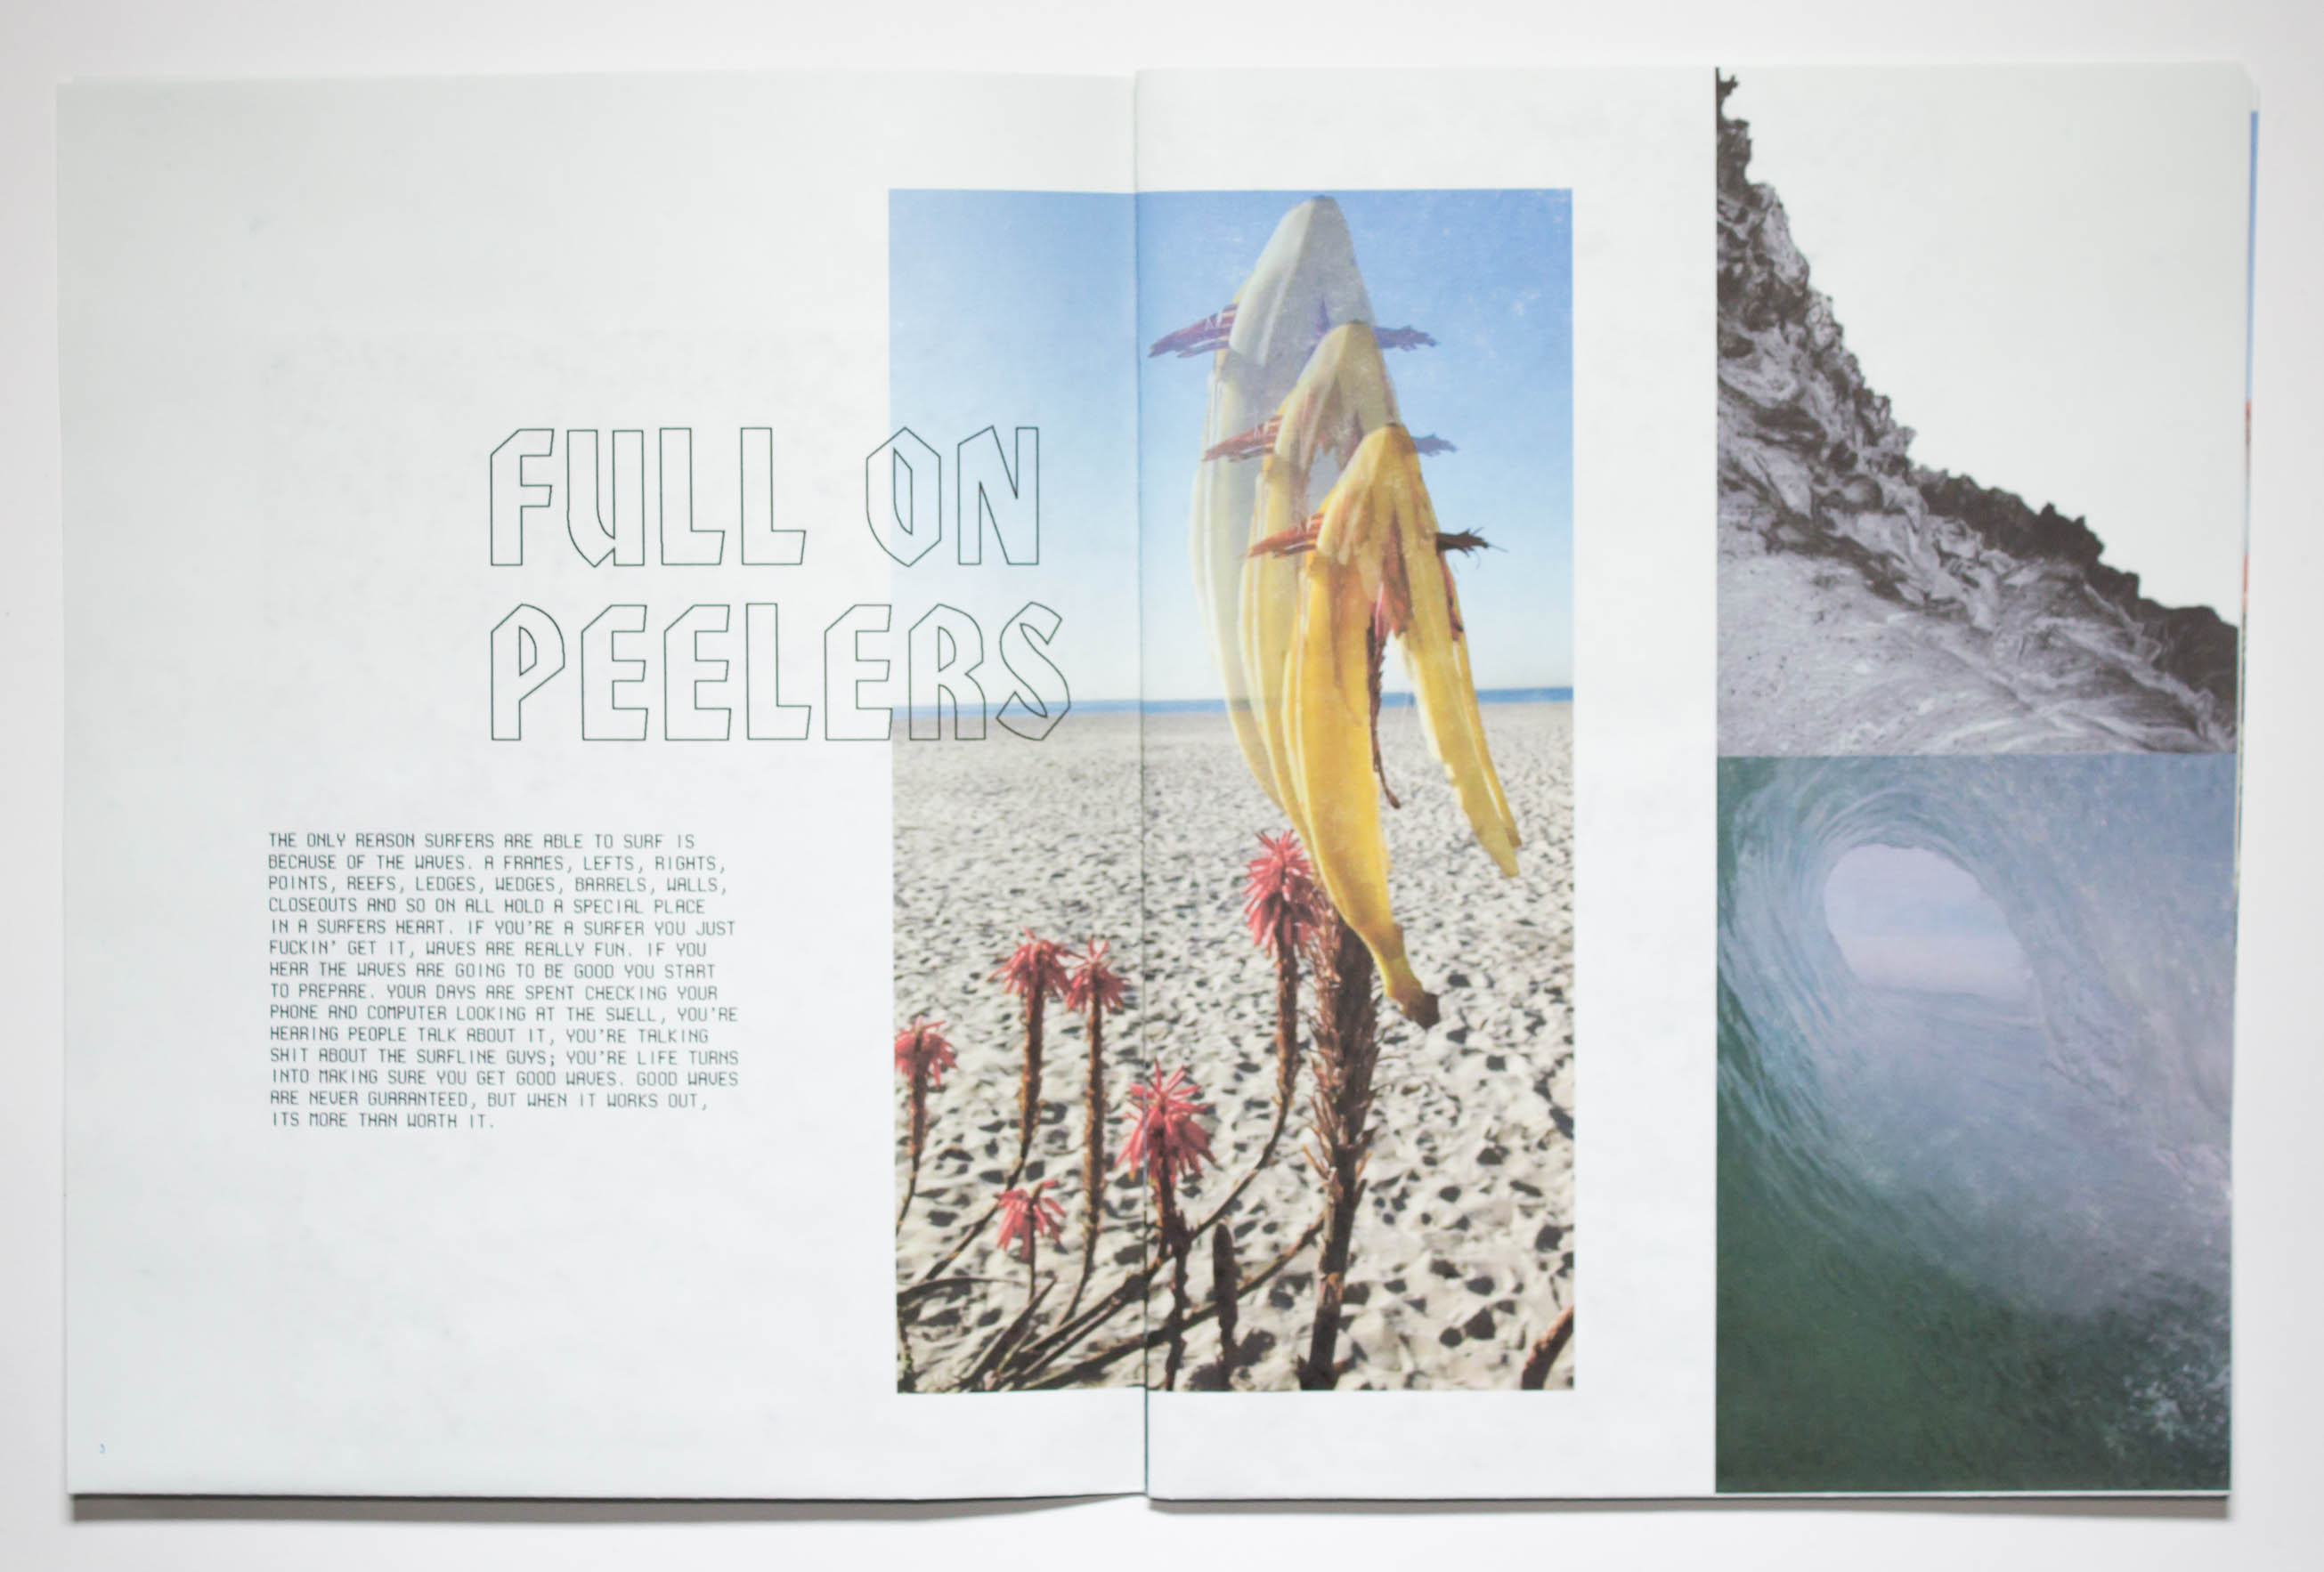 FULL ON
PEELERS
THE ONLY REASON SURFERS ARE ABLE TO SURF IS
BECAUSE OF THE WAVES. A FRAMES, LEFTS, RIGHTS,
POINTS, REEFS, LEDGES, WEDGES, BARRELS, WALLS,
CLOSEOUTS AND SO ON ALL HOLD A SPECIAL PLACE
IN A SURFERS HEART. IF YOU'RE A SURFER YOU JUST
FUCKIN' GET IT, WAVES ARE REALLY FUN. IF YOU
HEAR THE WAVES ARE GOING TO BE GOOD YOU START
TO PREPARE. YOUR DAYS ARE SPENT CHECKING YOUR
PHONE AND COMPUTER LOOKING AT THE SWELL, YOU'RE
HEARING PEOPLE TALK ABOUT IT, YOU'RE TALKING
SHIT ABOUT THE SURFLINE GUYS; YOU'RE LIFE TURNS
INTO MAKING SURE YOU GET GOOD WAVES. GOOD WAVES
ARE NEVER GUARANTEED, BUT WHEN IT WORKS OUT,
ITS MORE THAN WORTH IT.